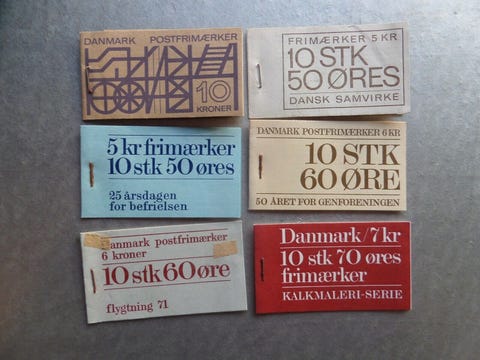 DANMARK POSTFRIMÆRKER
10
KRONER
FRIMÆRKER 5 KR
10 STK
50 ØRES
DANSK SAMVIRKE
5 kr frimærker
10 stk 50 øres
25 årsdagen
for befrielsen
DANMARK POSTFRIMÆRKER 6 KR
10 STK
60 ØRE
50 ÅRET FOR GENFORENINGEN
Danmark postfrimærker
6 kroner
10 stk 60 øre
flygtning 71
Danmark/7 kr
10 stk 70 øres
frimærker
KALKMALERI-SERIE